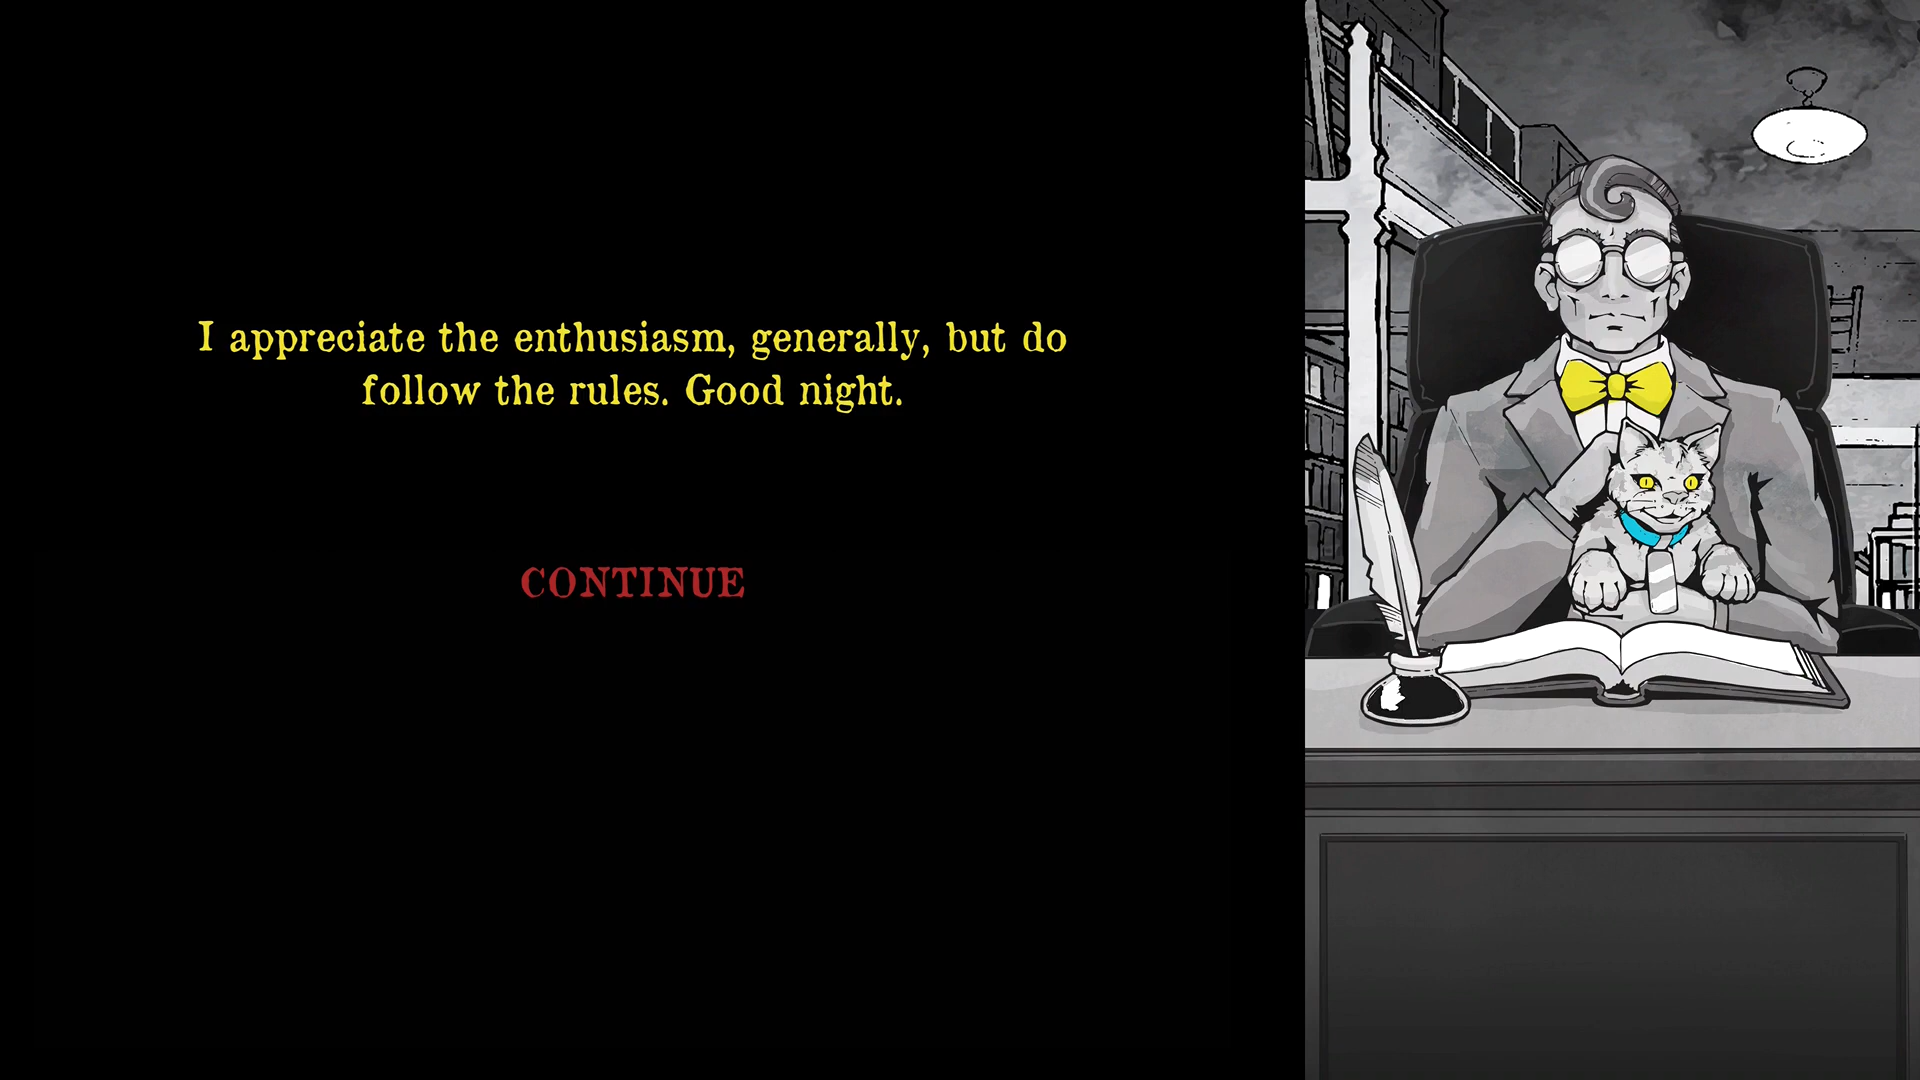 I appreciate the enthusiasm, generally, but do
follow the rules. Good night.
CONTINUE